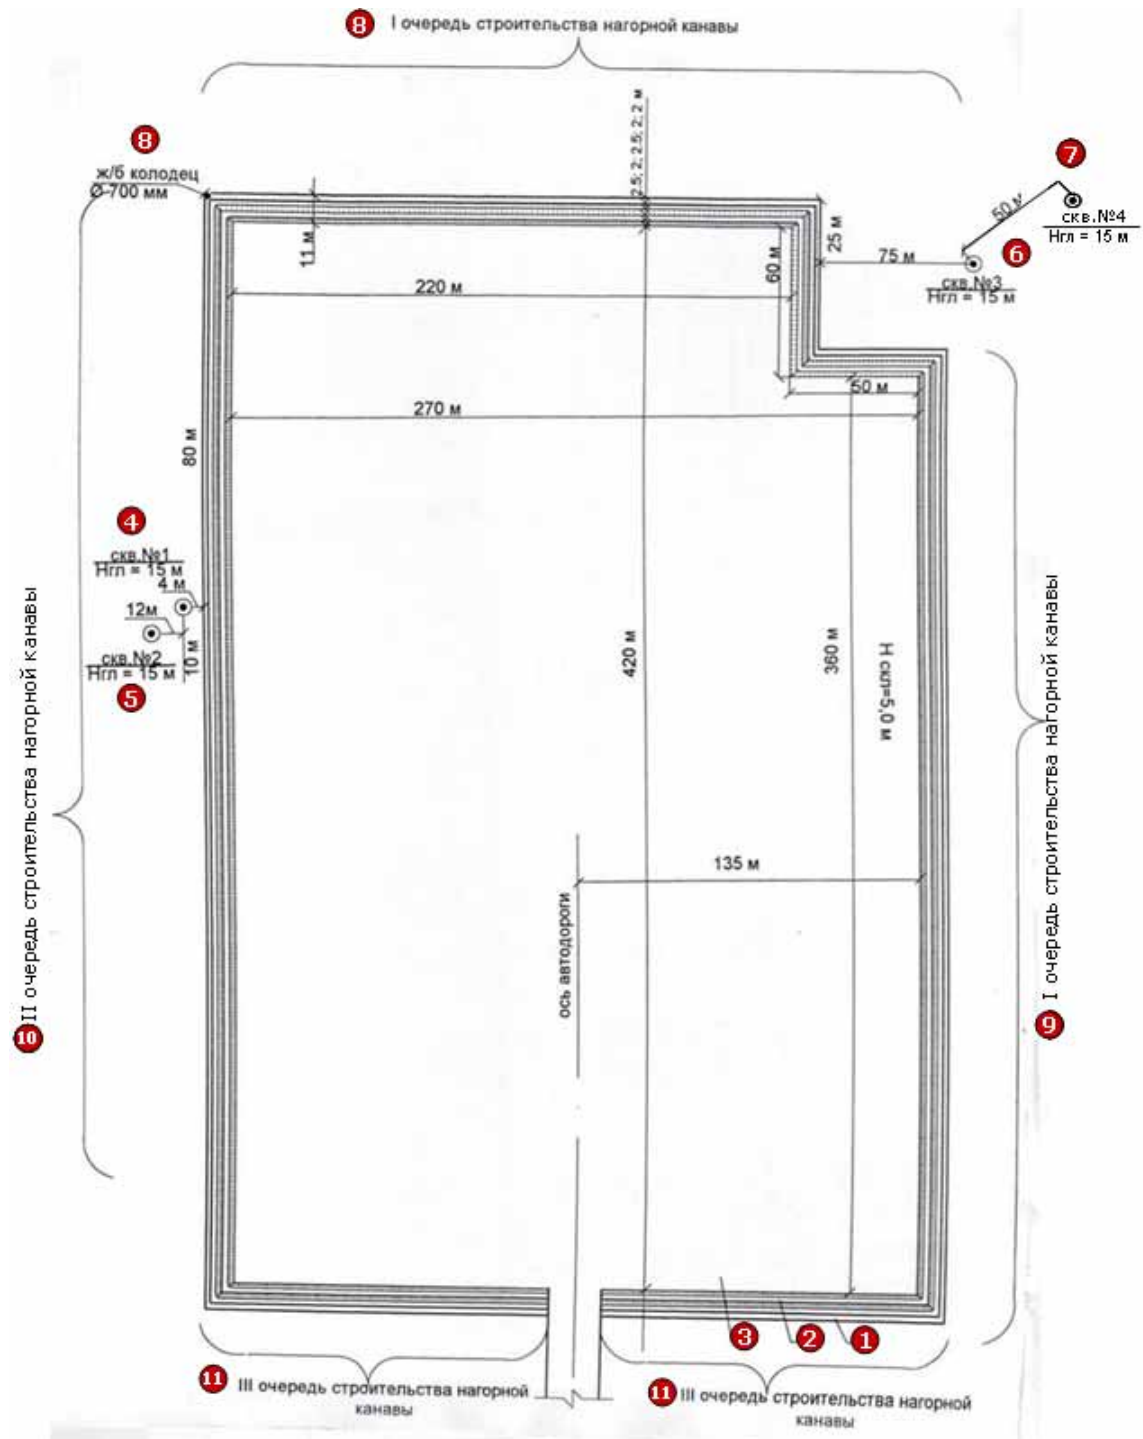 8
I очередь строительства нагорной канавы
8
ж/б колодец
Ø 700 мм
2.5; 2; 2.5; 2; 2 м
11 м
220 м
60 м
25 м
75 м
50 м
7
скв.№4
Нгл = 15 м
6
скв.№3
Нгл = 15 м
50 м
270 м
80 м
4
скв.№1
Нгл = 15 м
4 м
12м
скв.№2
Нгл = 15 м
10 м
5
420 м
360 м
Н скл=5,0 м
135 м
ось автодороги
II очередь строительства нагорной канавы
10
I очередь строительства нагорной канавы
9
3
2
1
11
III очередь строительства нагорной
канавы
11
III очередь строительства нагорной
канавы